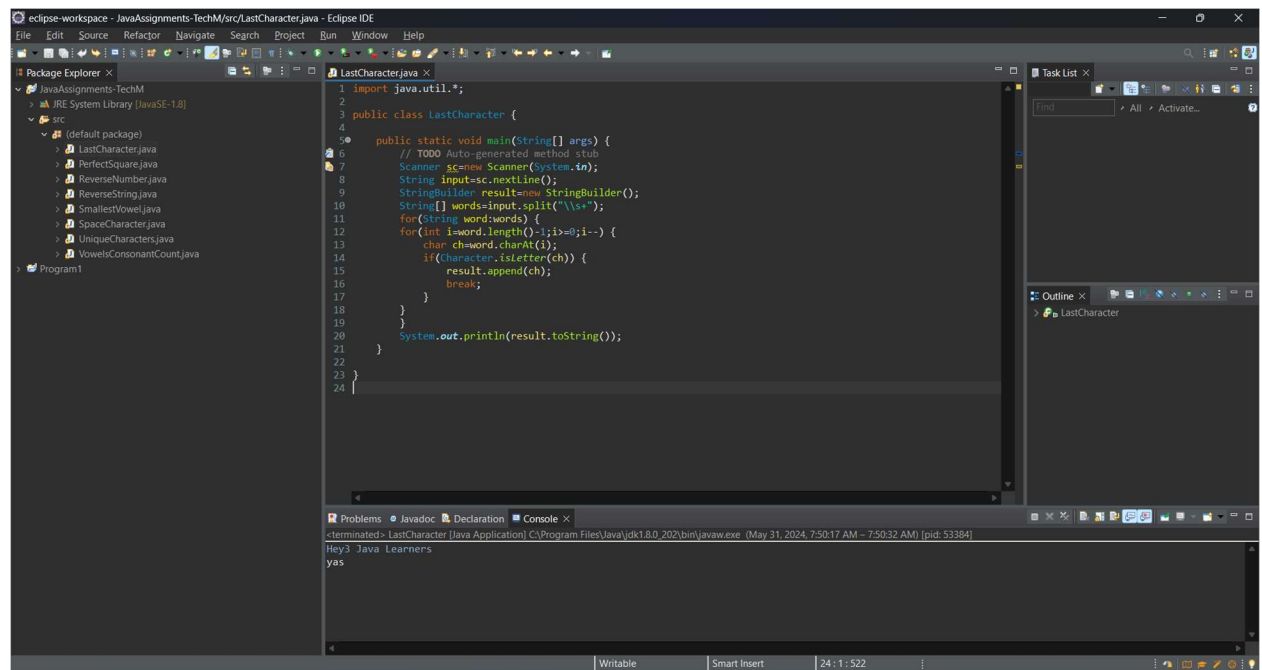 eclipse-workspace - JavaAssignments-TechM/src/LastCharacter.java - Eclipse IDE
File Edit Source Refactor Navigate Search Project Run Window Help
Package Explorer
JavaAssignments-TechM
JRE System Library [JavaSE-1.8]
src
(default package)
LastCharacter.java
PerfectSquare.java
ReverseNumber.java
ReverseString.java
SmallestVowel.java
SpaceCharacter.java
UniqueCharacters.java
VowelsConsonantCount.java
Program1
LastCharacter.java
1 import java.util.*;
2
3 public class LastCharacter {
4
5 public static void main(String[] args) {
6 // TODO Auto-generated method stub
7 Scanner sc=new Scanner(System.in);
8 String input=sc.nextLine();
9 StringBuilder result=new StringBuilder();
10 String[] words=input.split("\\s+");
11 for(String word:words) {
12 for(int i=word.length()-1;i>=0;i--) {
13 char ch=word.charAt(i);
14 if(Character.isLetter(ch)) {
15 result.append(ch);
16 break;
17 }
18 }
19 }
20 System.out.println(result.toString());
21 }
22
23 }
24
Task List
Find All Activate...
Outline
LastCharacter
Problems Javadoc Declaration Console
<terminated> LastCharacter [Java Application] C:\Program Files\Java\jdk1.8.0_202\bin\javaw.exe (May 31, 2024, 7:50:17 AM – 7:50:32 AM) [pid: 53384]
Hey3 Java Learners
yas
Writable Smart Insert 24 : 1 : 522